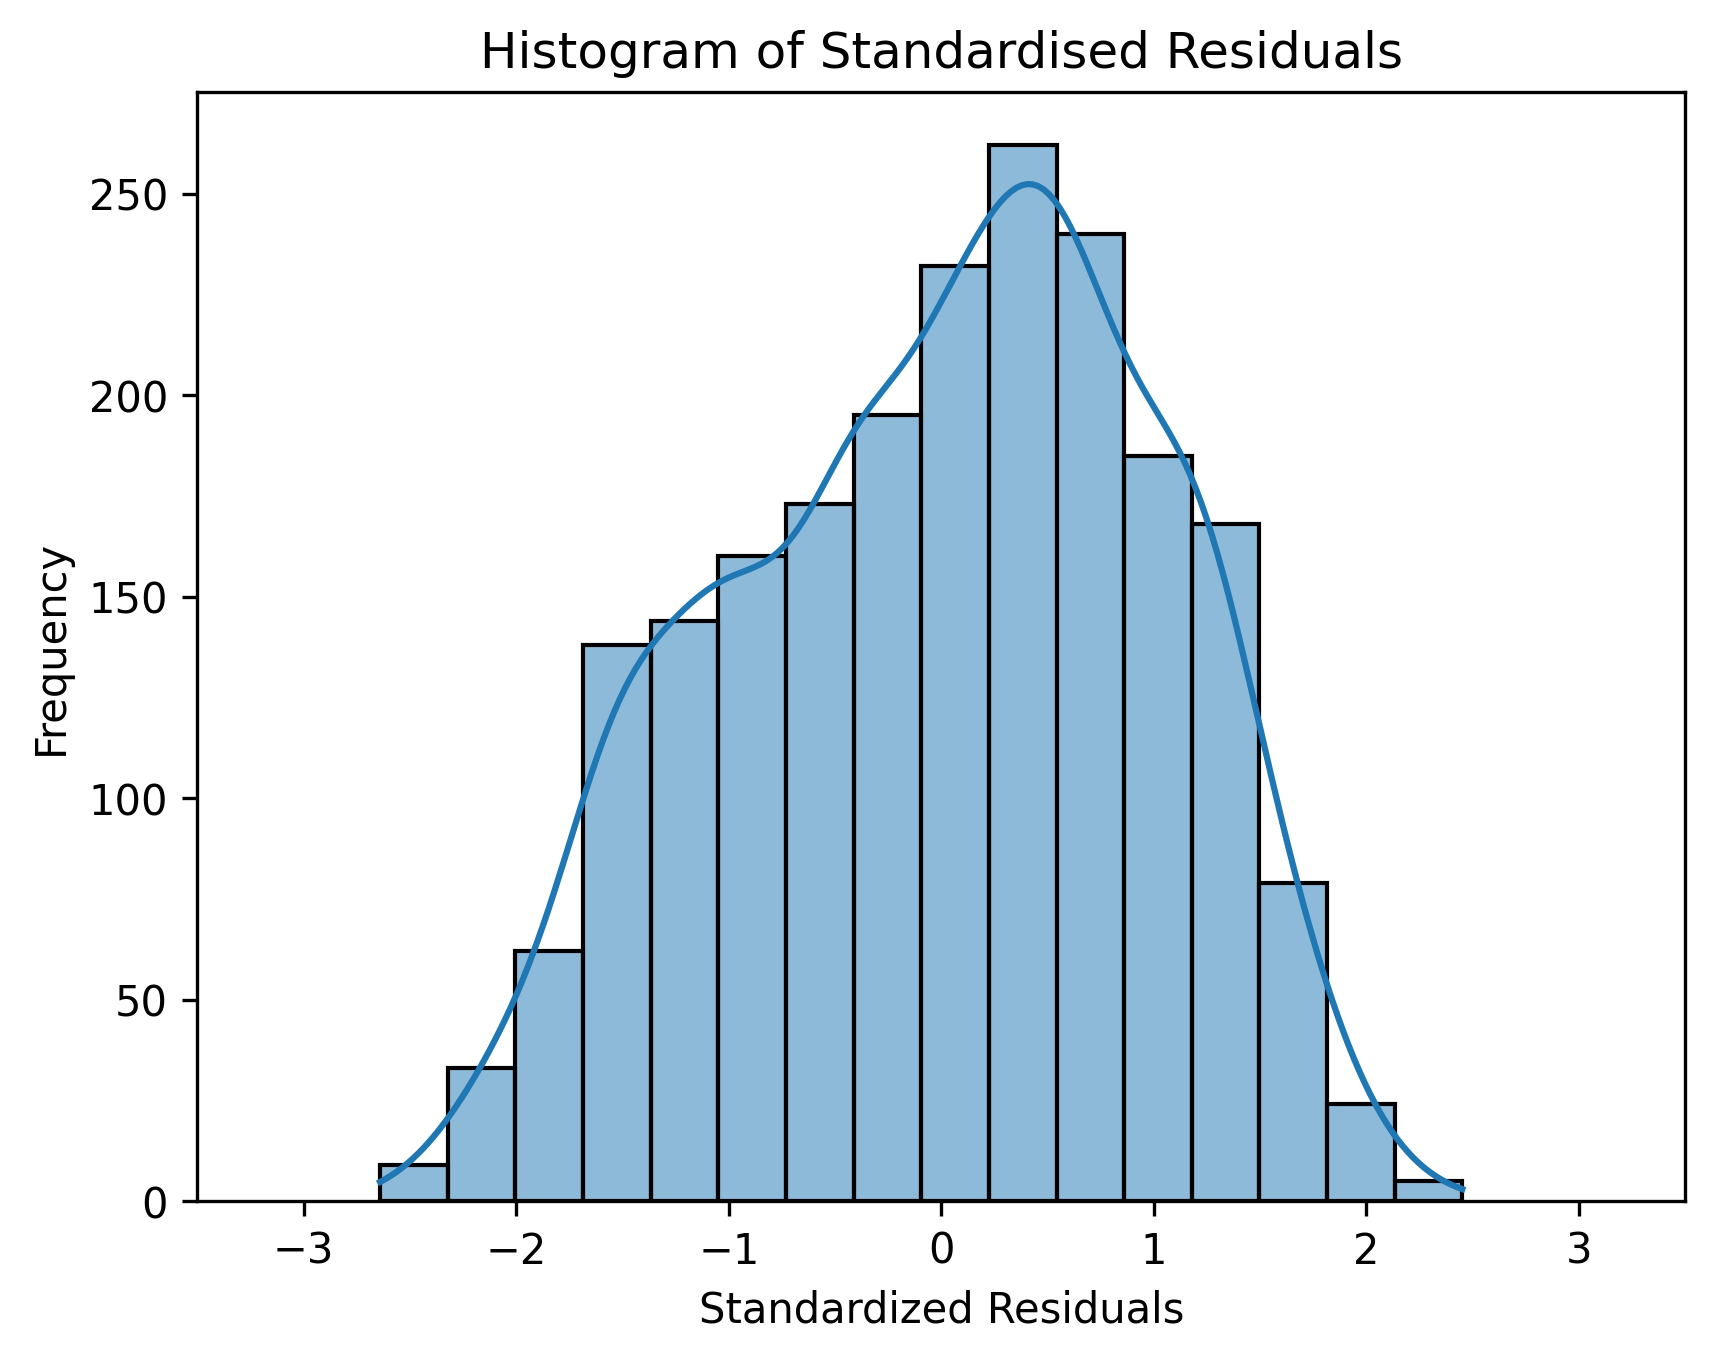 Histogram of Standardised Residuals
Frequency
250
200
150
100
50
0
−3 −2 −1 0 1 2 3
Standardized Residuals